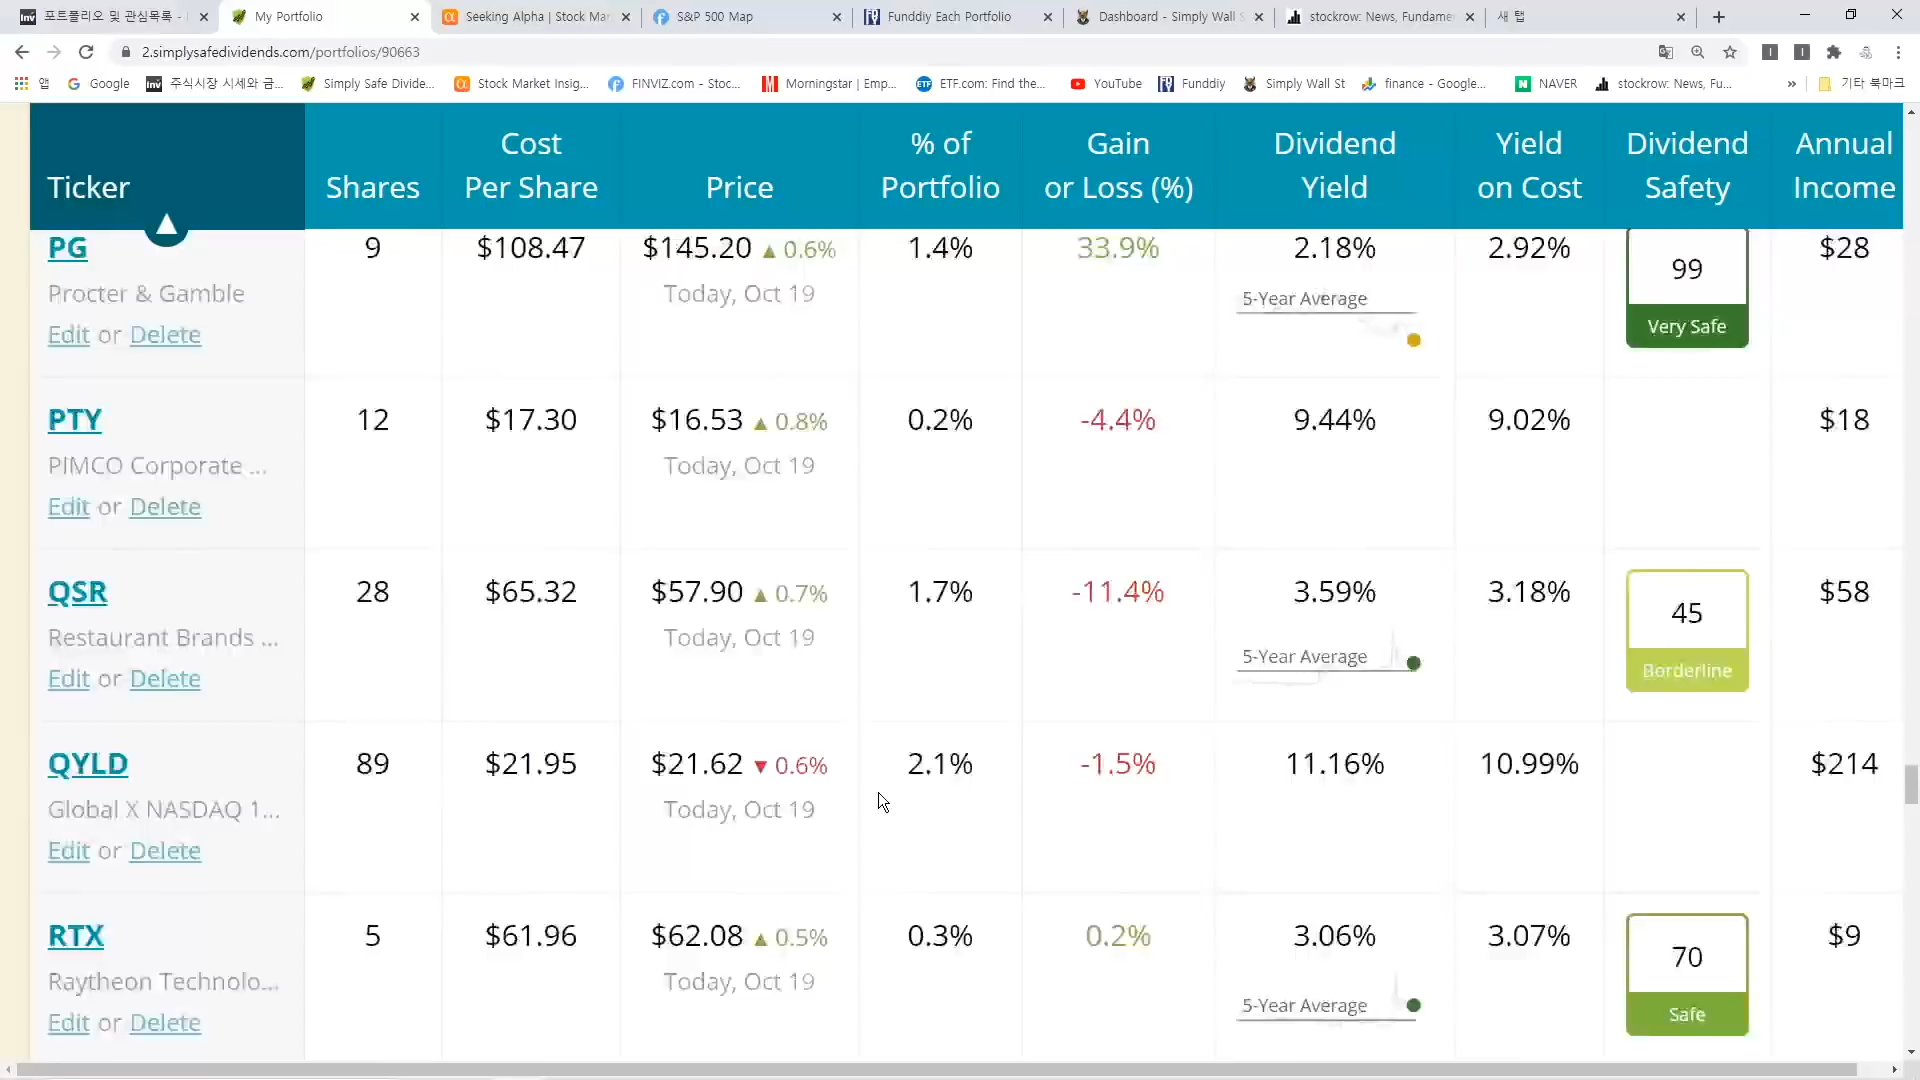 포트폴리오 및 관심목록 -
My Portfolio
Seeking Alpha | Stock Mar
S&P 500 Map
Funddiy Each Portfolio
Dashboard - Simply Wall S
stockrow: News, Fundame
새 탭
2.simplysafedividends.com/portfolios/90663
앱
Google
주식시장 시세와 금...
Simply Safe Divide...
Stock Market Insig...
FINVIZ.com - Stoc...
Morningstar | Emp...
ETF.com: Find the...
YouTube
Funddiy
Simply Wall St
finance - Google...
NAVER
stockrow: News, Fu...
»
기타 북마크
Ticker
Shares
Cost
Per Share
Price
% of
Portfolio
Gain
or Loss (%)
Dividend
Yield
Yield
on Cost
Dividend
Safety
Annual
Income
PG 9 $108.47 $145.20 ▲ 0.6% 1.4% 33.9% 2.18% 2.92% 99 $28
Procter & Gamble Today, Oct 19 5-Year Average
Edit or Delete Very Safe
PTY 12 $17.30 $16.53 ▲ 0.8% 0.2% -4.4% 9.44% 9.02% $18
PIMCO Corporate ... Today, Oct 19
Edit or Delete
QSR 28 $65.32 $57.90 ▲ 0.7% 1.7% -11.4% 3.59% 3.18% 45 $58
Restaurant Brands ... Today, Oct 19 5-Year Average
Edit or Delete Borderline
QYLD 89 $21.95 $21.62 ▼ 0.6% 2.1% -1.5% 11.16% 10.99% $214
Global X NASDAQ 1... Today, Oct 19
Edit or Delete
RTX 5 $61.96 $62.08 ▲ 0.5% 0.3% 0.2% 3.06% 3.07% 70 $9
Raytheon Technolo... Today, Oct 19 5-Year Average
Edit or Delete Safe